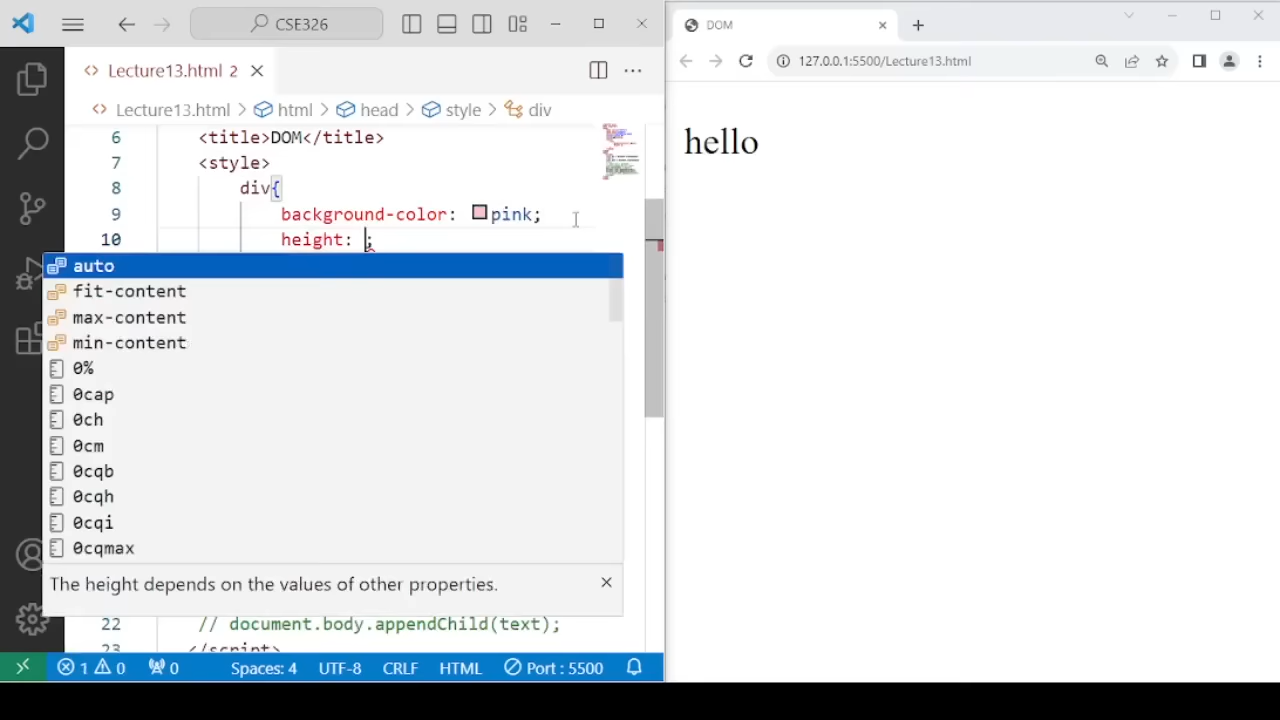 CSE326
Lecture13.html 2
Lecture13.html > html > head > style > div
6 <title>DOM</title>
7 <style>
8 div{
9 background-color: pink;
10 height: ;
auto
fit-content
max-content
min-content
0%
0cap
0ch
0cm
0cqb
0cqh
0cqi
0cqmax
The height depends on the values of other properties.
22 // document.body.appendChild(text);
23 </script>
1 0 0 Spaces: 4 UTF-8 CRLF HTML Port : 5500
DOM
127.0.0.1:5500/Lecture13.html
hello